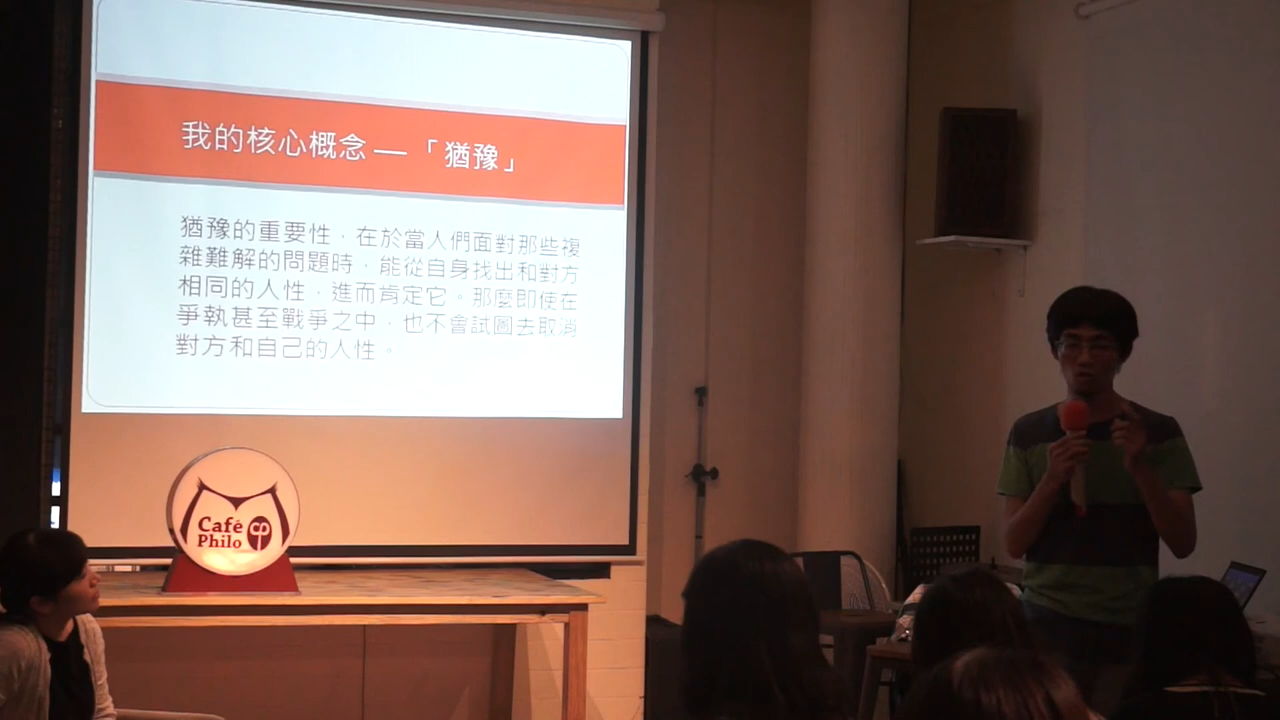 我的核心概念 — 「猶豫」
猶豫的重要性，在於當人們面對那些複
雜難解的問題時，能從自身找出和對方
相同的人性，進而肯定它。那麼即使在
爭執甚至戰爭之中，也不會試圖去取消
對方和自己的人性。
Café
Philo
cp